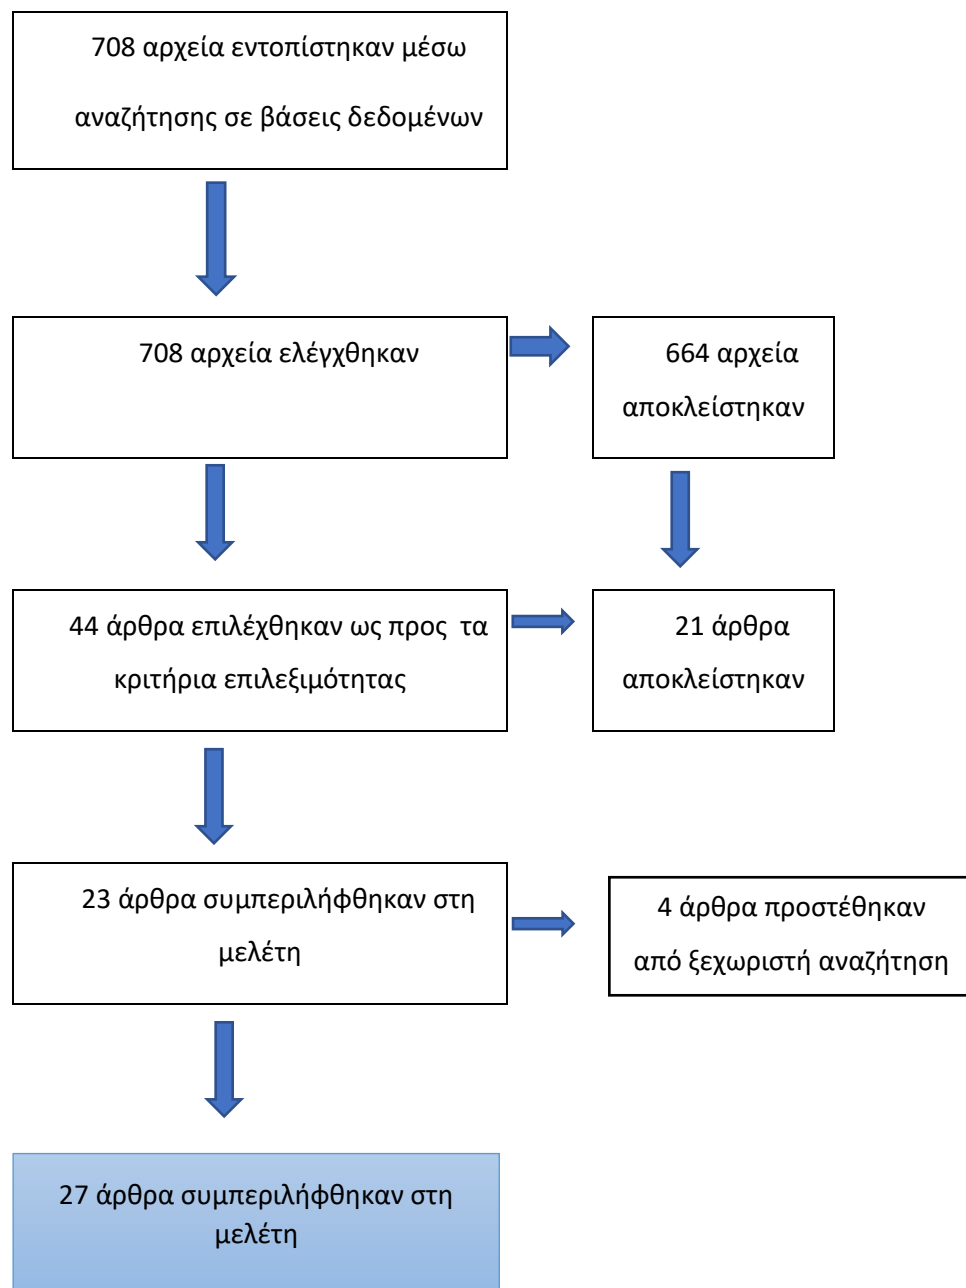 708 αρχεία εντοπίστηκαν μέσω
αναζήτησης σε βάσεις δεδομένων
708 αρχεία ελέγχθηκαν
664 αρχεία
αποκλείστηκαν
44 άρθρα επιλέχθηκαν ως προς τα
κριτήρια επιλεξιμότητας
21 άρθρα
αποκλείστηκαν
23 άρθρα συμπεριλήφθηκαν στη
μελέτη
4 άρθρα προστέθηκαν
από ξεχωριστή αναζήτηση
27 άρθρα συμπεριλήφθηκαν στη
μελέτη